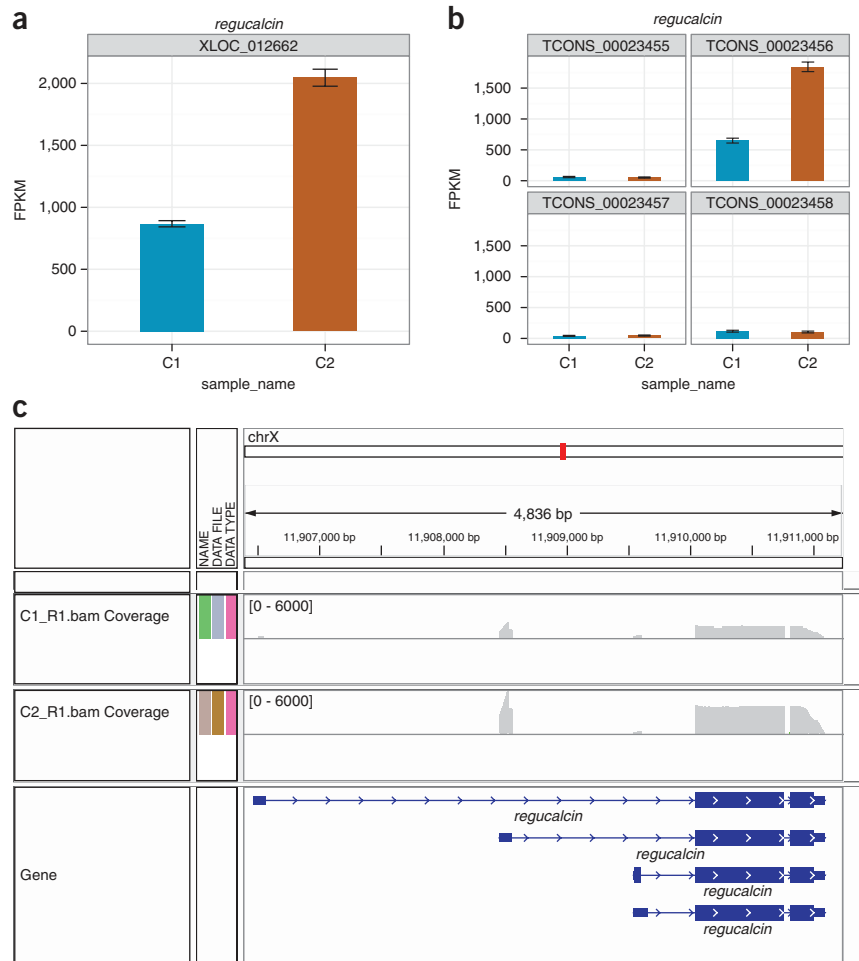 a
regucalcin
XLOC_012662
2,000
1,500
1,000
500
0
FPKM
C1
C2
sample_name
b
regucalcin
TCONS_00023455
TCONS_00023456
1,500
1,000
500
0
TCONS_00023457
TCONS_00023458
1,500
1,000
500
0
FPKM
C1
C2
C1
C2
sample_name
c
NAME
DATA FILE
DATA TYPE
chrX
4,836 bp
11,907,000 bp
11,908,000 bp
11,909,000 bp
11,910,000 bp
11,911,000 bp
C1_R1.bam Coverage
[0 - 6000]
C2_R1.bam Coverage
[0 - 6000]
Gene
regucalcin
regucalcin
regucalcin
regucalcin